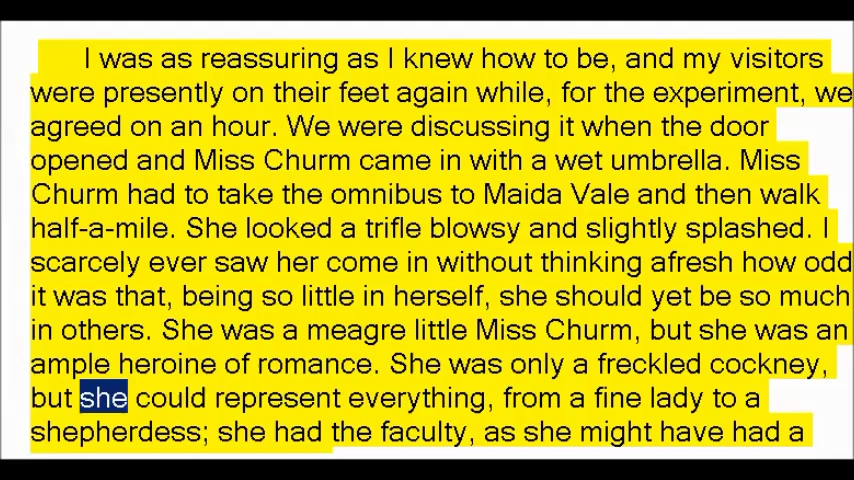 I was as reassuring as I knew how to be, and my visitors
were presently on their feet again while, for the experiment, we
agreed on an hour. We were discussing it when the door
opened and Miss Churm came in with a wet umbrella. Miss
Churm had to take the omnibus to Maida Vale and then walk
half-a-mile. She looked a trifle blowsy and slightly splashed. I
scarcely ever saw her come in without thinking afresh how odd
it was that, being so little in herself, she should yet be so much
in others. She was a meagre little Miss Churm, but she was an
ample heroine of romance. She was only a freckled cockney,
but she could represent everything, from a fine lady to a
shepherdess; she had the faculty, as she might have had a